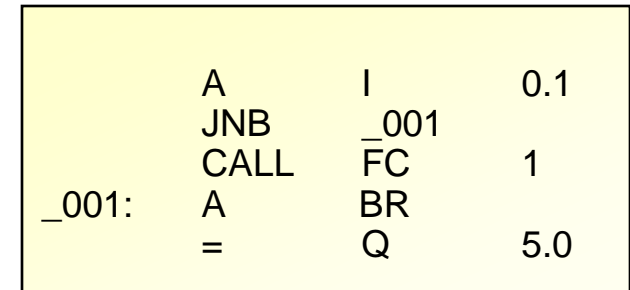 A I 0.1
JNB _001
CALL FC 1
_001: A BR
= Q 5.0